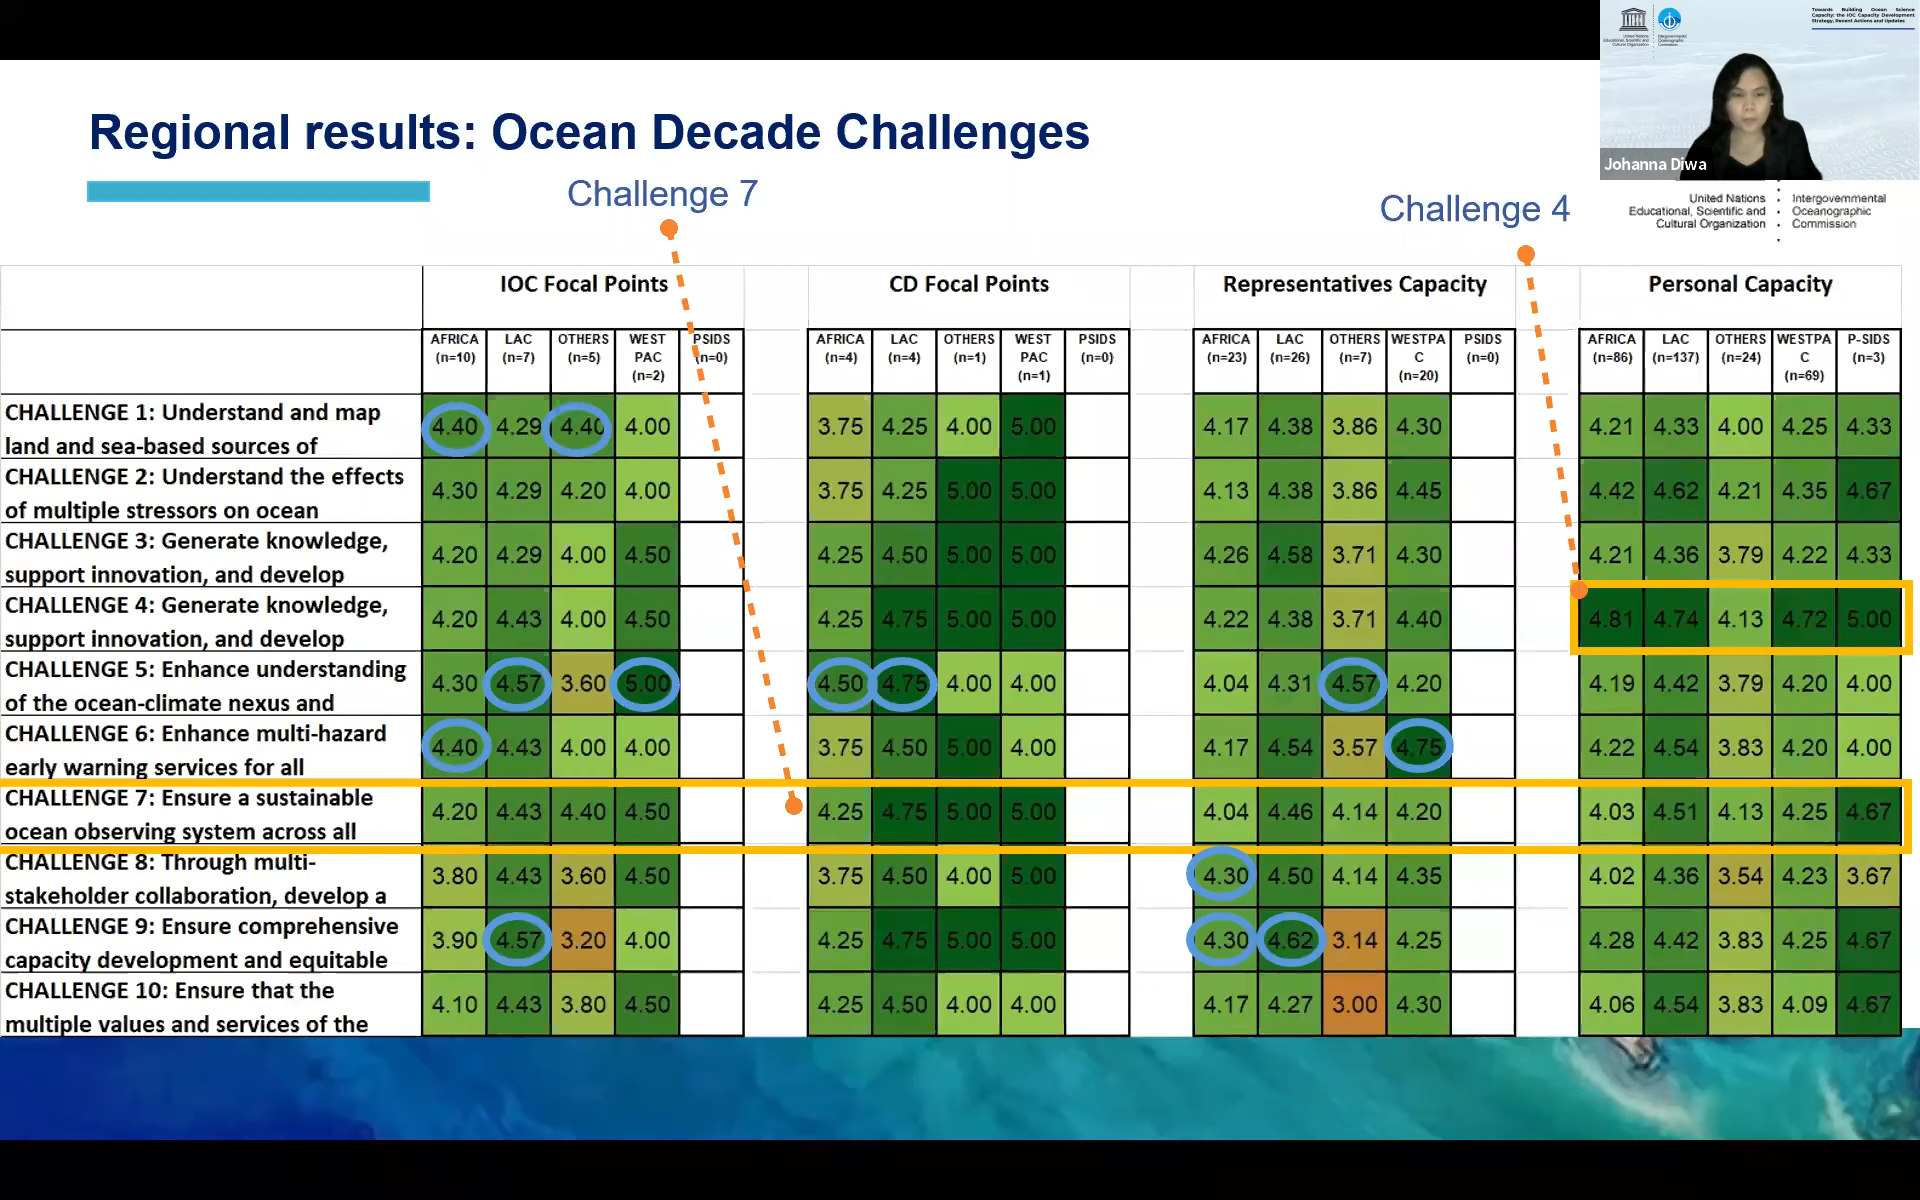 United Nations
Educational, Scientific and
Cultural Organization
Intergovernmental
Oceanographic
Commission
Towards Building Ocean Science
Capacity: the IOC Capacity Development
Strategy, Recent Actions and Updates
Johanna Diwa
Regional results: Ocean Decade Challenges
Challenge 7
Challenge 4
United Nations
Educational, Scientific and
Cultural Organization
Intergovernmental
Oceanographic
Commission
IOC Focal Points CD Focal Points Representatives Capacity Personal Capacity
AFRICA (n=10) LAC (n=7) OTHERS (n=5) WEST PAC (n=2) PSIDS (n=0) AFRICA (n=4) LAC (n=4) OTHERS (n=1) WEST PAC (n=1) PSIDS (n=0) AFRICA (n=23) LAC (n=26) OTHERS (n=7) WESTPA C (n=20) PSIDS (n=0) AFRICA (n=86) LAC (n=137) OTHERS (n=24) WESTPA C (n=69) P-SIDS (n=3)
CHALLENGE 1: Understand and map
land and sea-based sources of
4.40 4.29 4.40 4.00 3.75 4.25 4.00 5.00 4.17 4.38 3.86 4.30 4.21 4.33 4.00 4.25 4.33
CHALLENGE 2: Understand the effects
of multiple stressors on ocean
4.30 4.29 4.20 4.00 3.75 4.25 5.00 5.00 4.13 4.38 3.86 4.45 4.42 4.62 4.21 4.35 4.67
CHALLENGE 3: Generate knowledge,
support innovation, and develop
4.20 4.29 4.00 4.50 4.25 4.50 5.00 5.00 4.26 4.58 3.71 4.30 4.21 4.36 3.79 4.22 4.33
CHALLENGE 4: Generate knowledge,
support innovation, and develop
4.20 4.43 4.00 4.50 4.25 4.75 5.00 5.00 4.22 4.38 3.71 4.40 4.81 4.74 4.13 4.72 5.00
CHALLENGE 5: Enhance understanding
of the ocean-climate nexus and
4.30 4.57 3.60 5.00 4.50 4.75 4.00 4.00 4.04 4.31 4.57 4.20 4.19 4.42 3.79 4.20 4.00
CHALLENGE 6: Enhance multi-hazard
early warning services for all
4.40 4.43 4.00 4.00 3.75 4.50 5.00 4.00 4.17 4.54 3.57 4.75 4.22 4.54 3.83 4.20 4.00
CHALLENGE 7: Ensure a sustainable
ocean observing system across all
4.20 4.43 4.40 4.50 4.25 4.75 5.00 5.00 4.04 4.46 4.14 4.20 4.03 4.51 4.13 4.25 4.67
CHALLENGE 8: Through multi-
stakeholder collaboration, develop a
3.80 4.43 3.60 4.50 3.75 4.50 4.00 5.00 4.30 4.50 4.14 4.35 4.02 4.36 3.54 4.23 3.67
CHALLENGE 9: Ensure comprehensive
capacity development and equitable
3.90 4.57 3.20 4.00 4.25 4.75 5.00 5.00 4.30 4.62 3.14 4.25 4.28 4.42 3.83 4.25 4.67
CHALLENGE 10: Ensure that the
multiple values and services of the
4.10 4.43 3.80 4.50 4.25 4.50 4.00 4.00 4.17 4.27 3.00 4.30 4.06 4.54 3.83 4.09 4.67